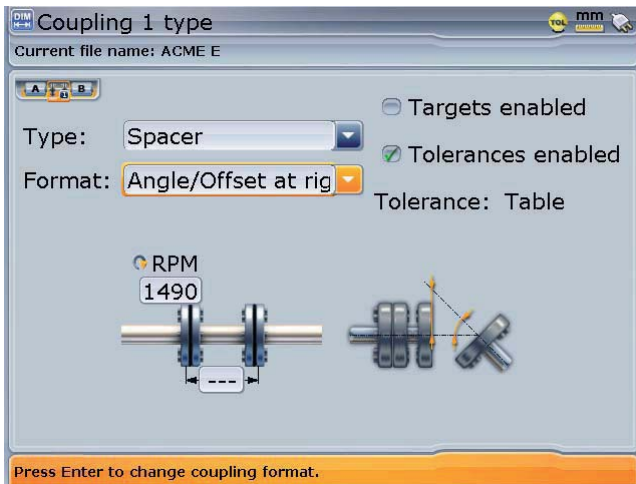 DIM
Coupling 1 type
TOL
mm
Current file name: ACME E
A
B
Targets enabled
Type:
Spacer
Tolerances enabled
Format:
Angle/Offset at rig
Tolerance: Table
RPM
1490
---
Press Enter to change coupling format.